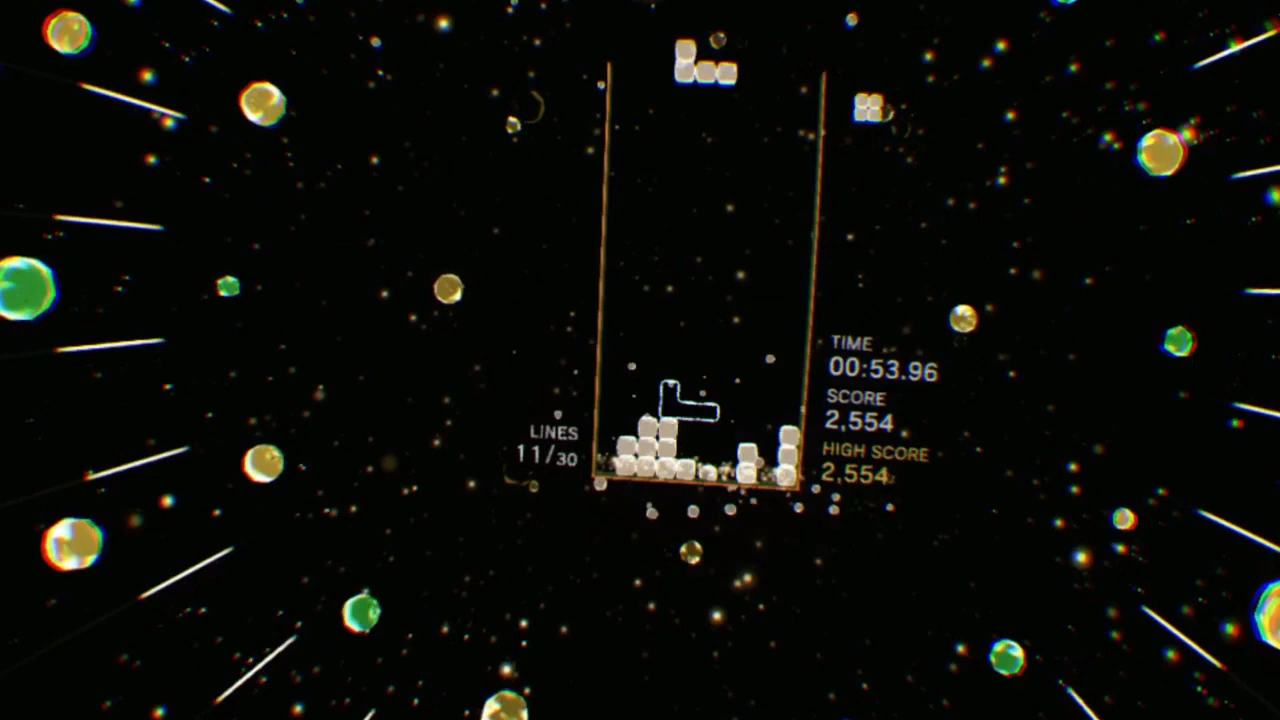 TIME
00:53.96
SCORE
2,554
LINES
11/30
HIGH SCORE
2,554